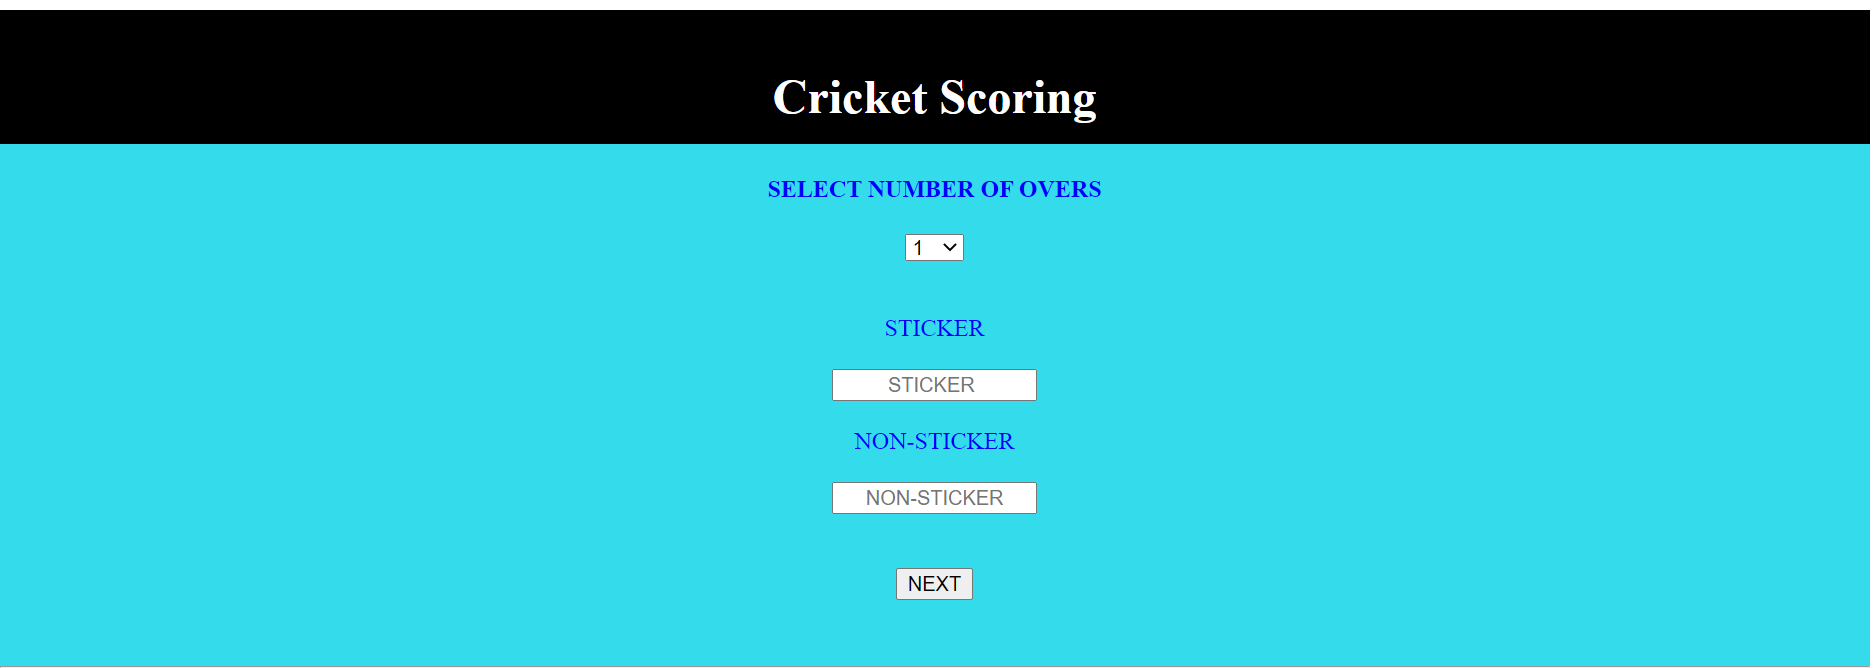 Cricket Scoring
SELECT NUMBER OF OVERS
1
STICKER
STICKER
NON-STICKER
NON-STICKER
NEXT